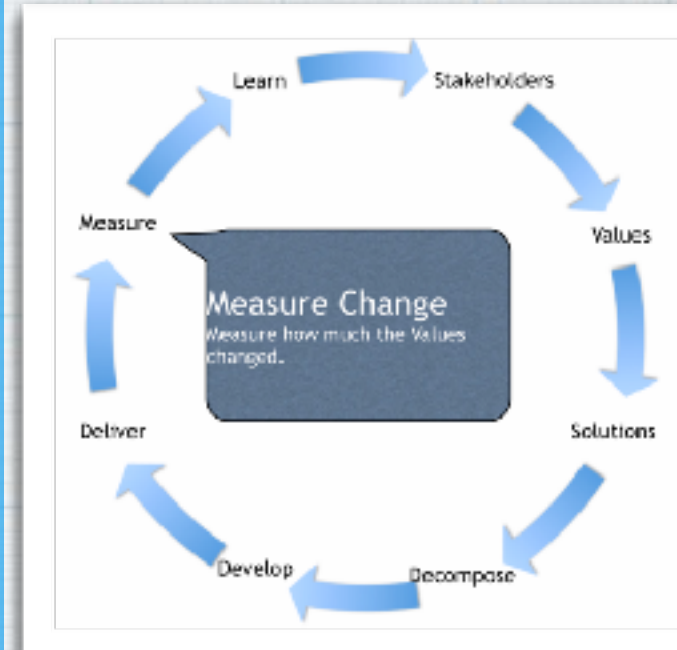 Learn
Stakeholders
Measure
Values
Measure Change
Measure how much the Values
changed.
Deliver
Solutions
Develop
Decompose